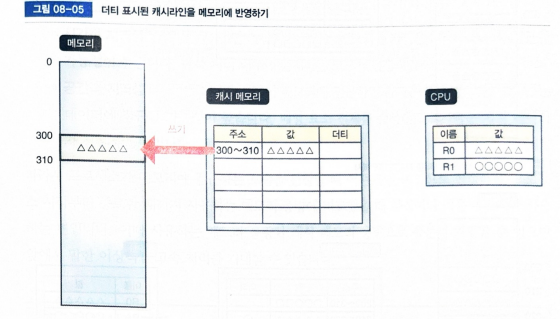 그림 08-05 더티 표시된 캐시라인을 메모리에 반영하기
메모리
0
300
310
△△△△△
쓰기
캐시 메모리
주소 값 더티
300~310 △△△△△
CPU
이름 값
R0 △△△△△
R1 ○○○○○